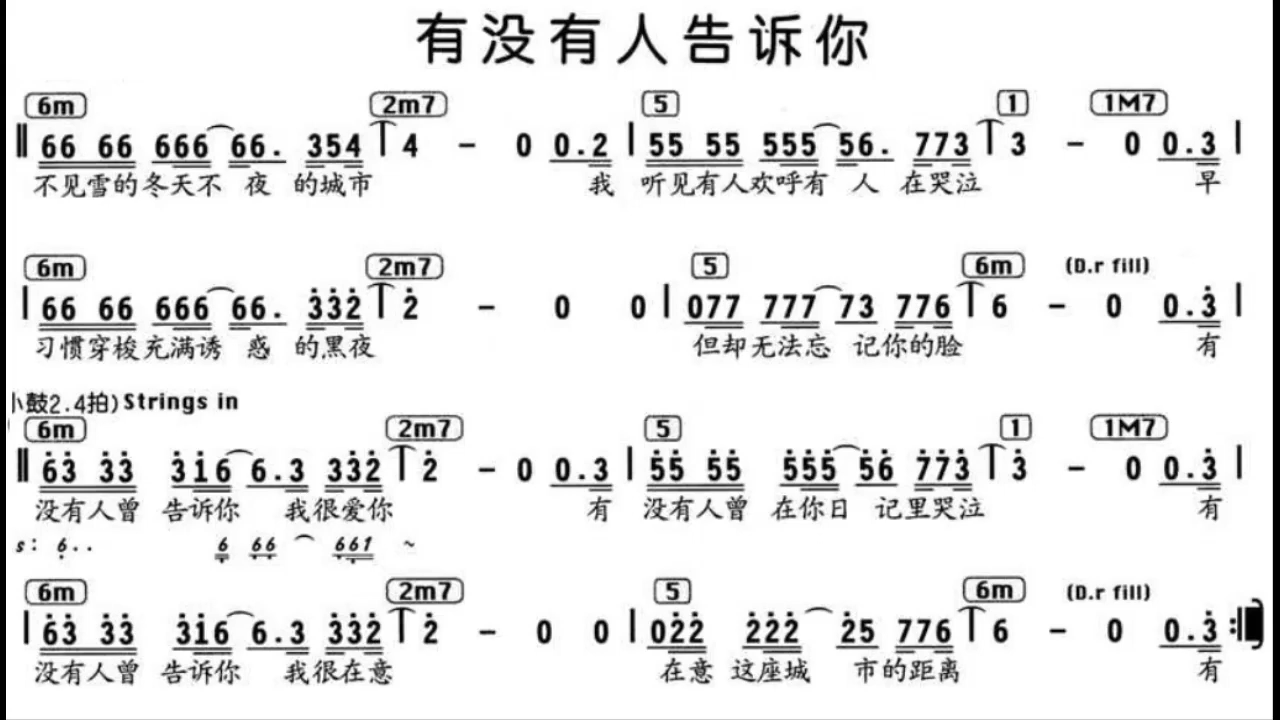 有没有人告诉你
6m 2m7 5 1 1M7
66 66 666 66. 354 4 - 0 0.2 55 55 555 56. 773 3 - 0 0.3
不见雪的冬天不 夜 的城市 我 听见有人欢呼有 人 在哭泣 早
6m 2m7 5 6m (D.r fill)
66 66 666 66. 332 2 - 0 0 077 777 73 776 6 - 0 0.3
习惯穿梭充满诱 惑 的黑夜 但却无法忘 记你的脸 有
小鼓2.4拍) Strings in
6m 2m7 5 1 1M7
63 33 316 6.3 332 2 - 0 0.3 55 55 555 56 773 3 - 0 0.3
没有人曾 告诉你 我很爱你 有 没有人曾 在你日 记里哭泣 有
s: 6.. 6 66 661 ~
6m 2m7 5 6m (D.r fill)
63 33 316 6.3 332 2 - 0 0 022 222 25 776 6 - 0 0.3
没有人曾 告诉你 我很在意 在意 这座城 市的距离 有